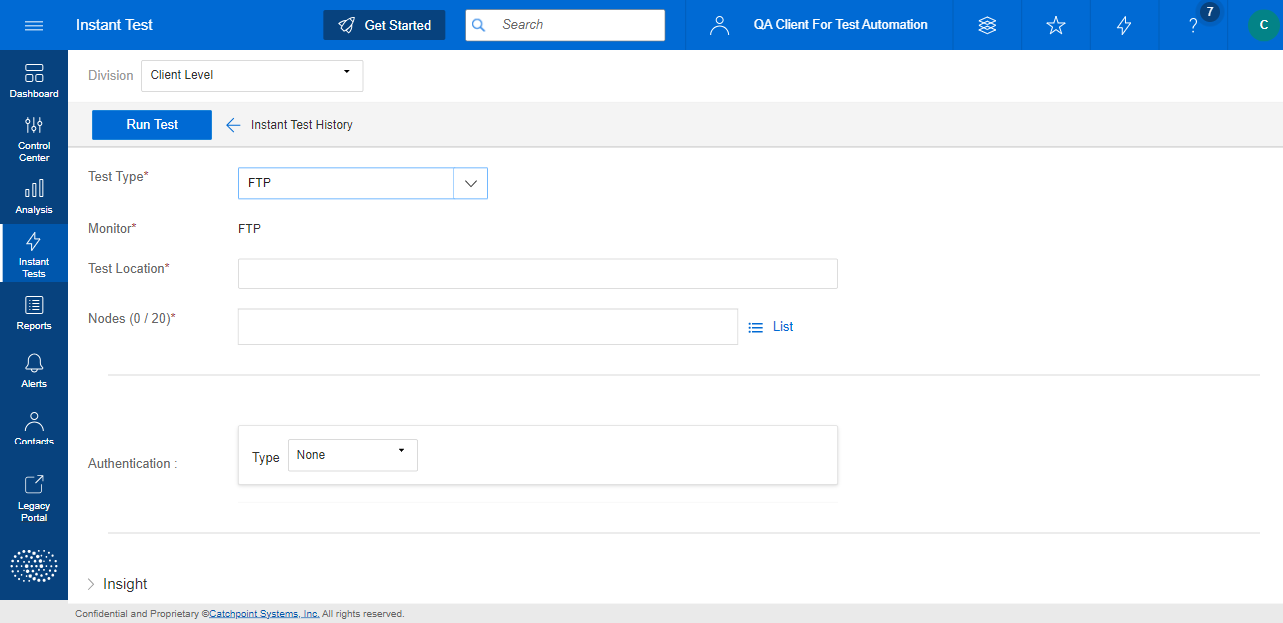 Instant Test
Get Started
Search
QA Client For Test Automation
?
7
C
Dashboard
Control
Center
Analysis
Instant
Tests
Reports
Alerts
Contacts
Legacy
Portal
Division
Client Level
Run Test
Instant Test History
Test Type*
FTP
Monitor*
FTP
Test Location*
Nodes (0 / 20)*
List
Authentication :
Type
None
Insight
Confidential and Proprietary ©Catchpoint Systems, Inc. All rights reserved.